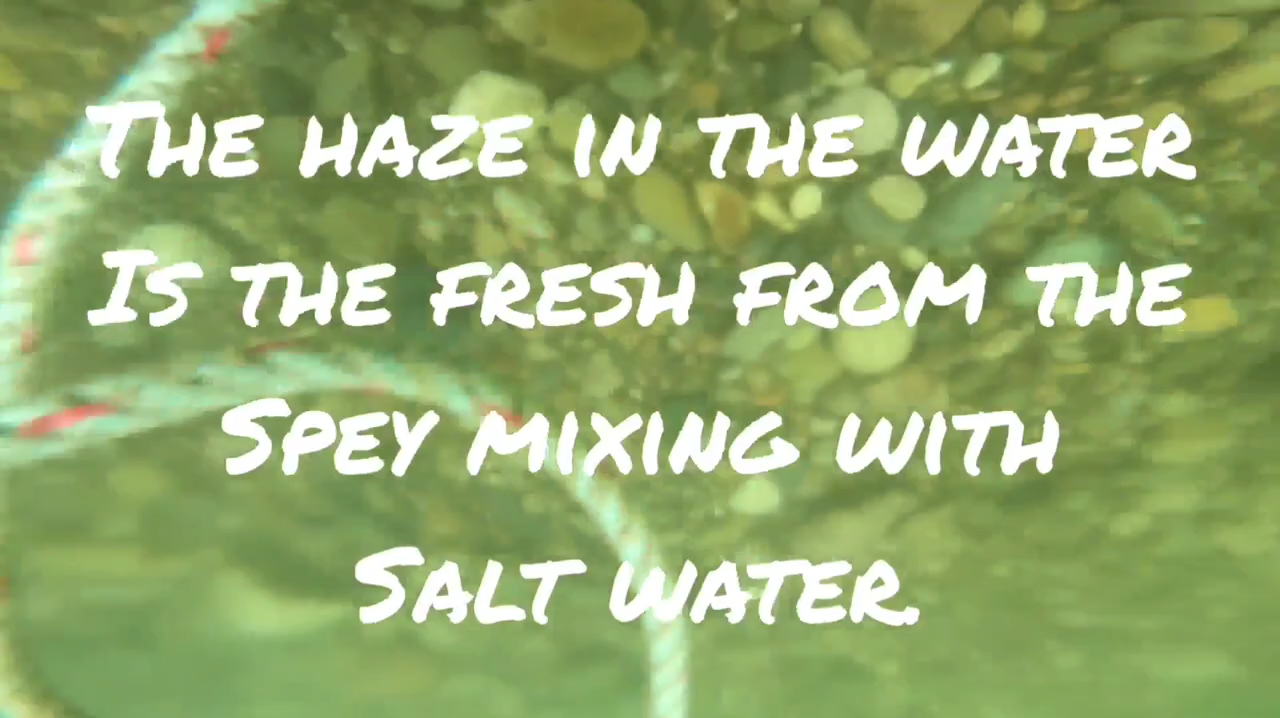 The haze in the water
Is the fresh from the
Spey mixing with
Salt water.